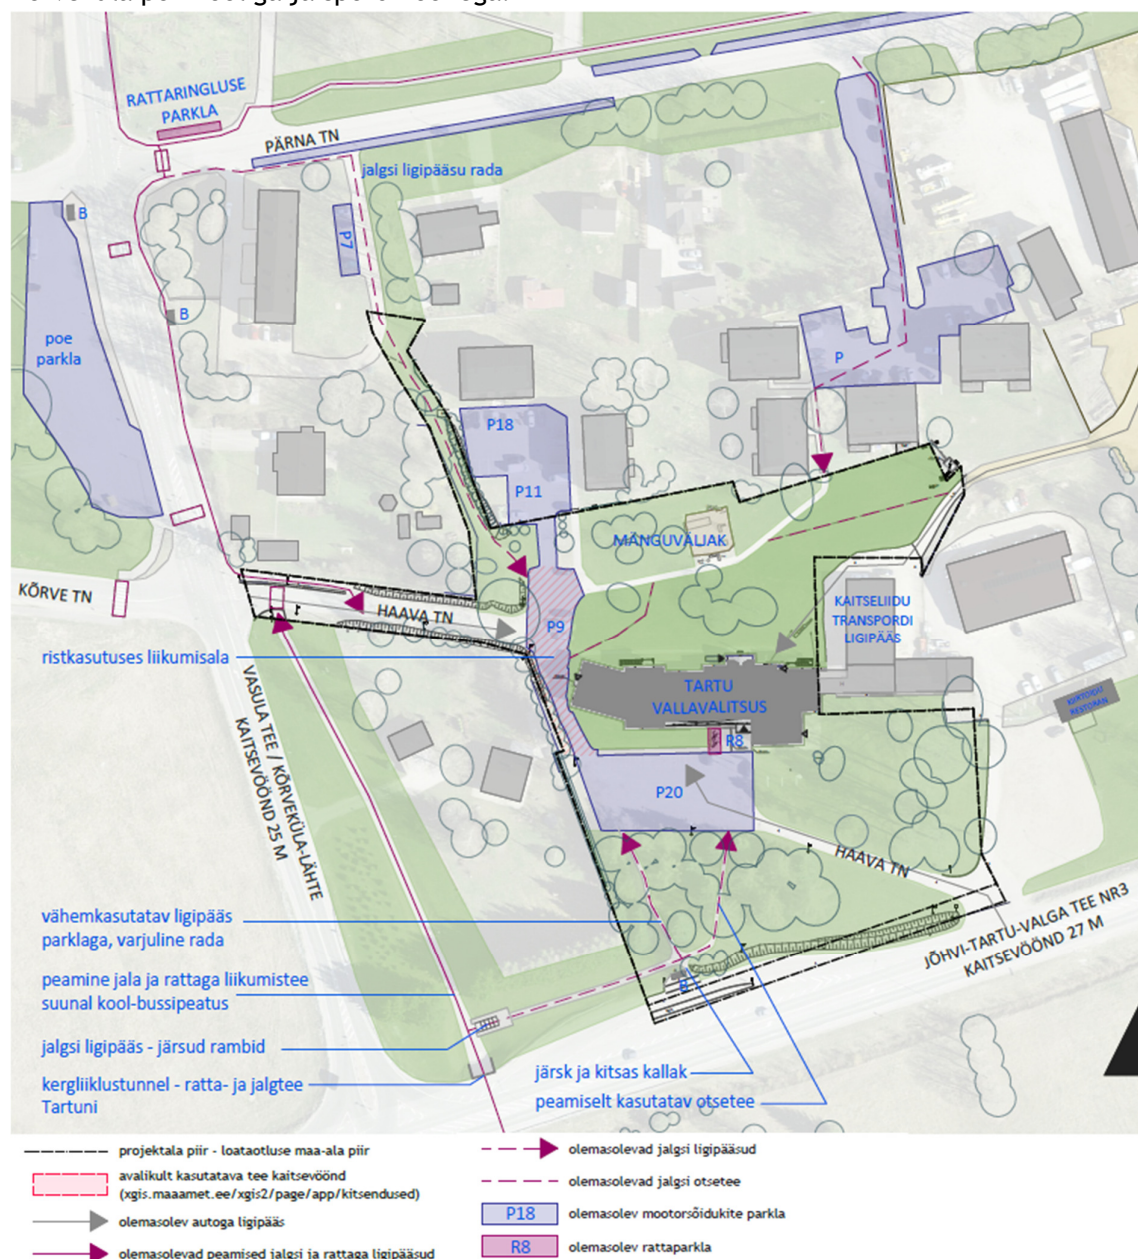 RATTARINGLUSE
PARKLA
PÄRNA TN
jalgsi ligipääsu rada
B
P7
B
poe
parkla
P
P18
P11
MÄNGUVÄLJAK
KÕRVE TN
HAAVA TN
P9
KAITSELIIDU
TRANSPORDI
LIGIPÄÄS
ristkasutuses liikumisala
TARTU
VALLAVALITSUS
R8
P20
VASULA TEE / KÕRVEKÜLA-LÄHTE
KAITSEVÖÖND 25 M
HAAVA TN
JÕHVI-TARTU-VALGA TEE NR3
KAITSEVÖÖND 27 M
vähemkasutatav ligipääs
parklaga, varjuline rada
peamine jala ja rattaga liikumistee
suunal kool-bussipeatus
B
jalgsi ligipääs - järsud rambid
kergliiklustunnel - ratta- ja jalgtee
Tartuni
järsk ja kitsas kallak
peamiselt kasutatav otsetee
projektala piir - loataotluse maa-ala piir
avalikult kasutatava tee kaitsevöönd
(xgis.maaamet.ee/xgis2/page/app/kitsendused)
olemasolev autoga ligipääs
olemasolevad peamised jalgsi ja rattaga ligipääsud
olemasolevad jalgsi ligipääsud
olemasolevad jalgsi otsetee
P18 olemasolev mootorsõidukite parkla
R8 olemasolev rattaparkla